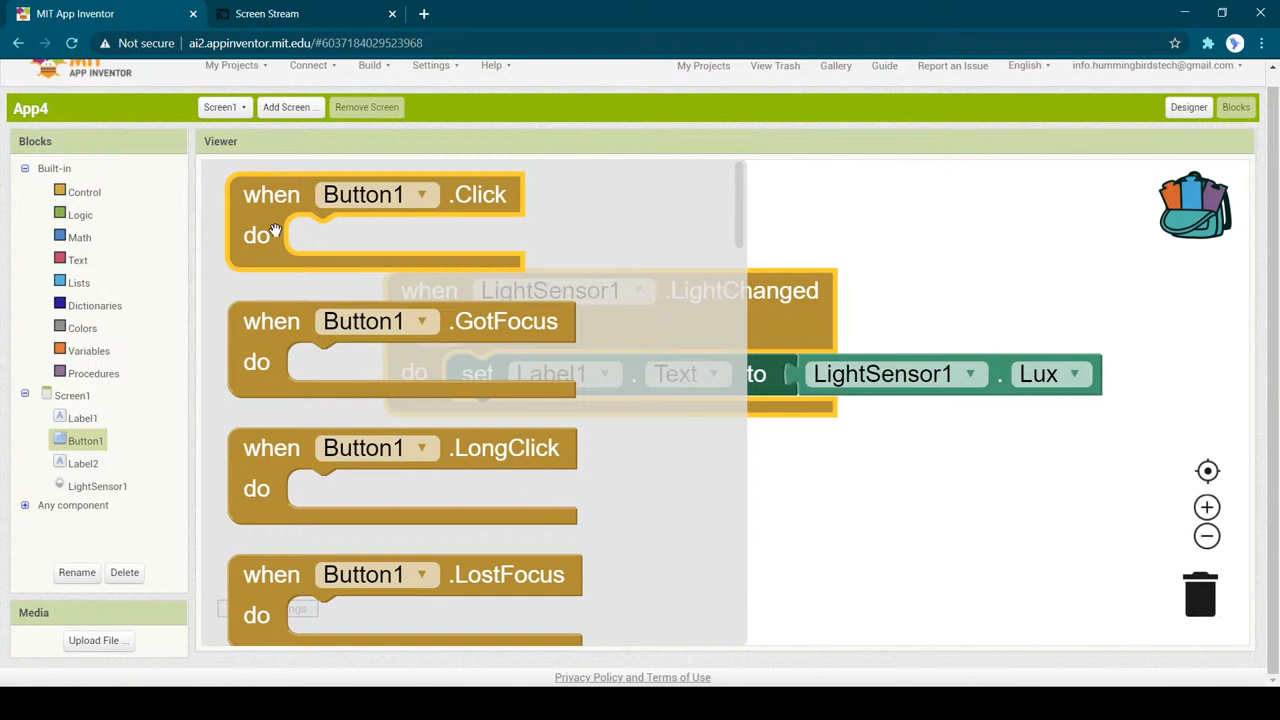 MIT App Inventor
Screen Stream
Not secure
ai2.appinventor.mit.edu/#6037184029523968
MIT
APP INVENTOR
My Projects
Connect
Build
Settings
Help
My Projects
View Trash
Gallery
Guide
Report an Issue
English
info.hummingbirdstech@gmail.com
App4
Screen1
Add Screen ...
Remove Screen
Designer
Blocks
Blocks
Viewer
Built-in
Control
Logic
Math
Text
Lists
Dictionaries
Colors
Variables
Procedures
Screen1
Label1
Button1
Label2
LightSensor1
Any component
Rename
Delete
Media
Upload File ...
when Button1 .Click
do
when LightSensor1 .LightChanged
do set Label1 . Text to LightSensor1 . Lux
when Button1 .GotFocus
do
when Button1 .LongClick
do
when Button1 .LostFocus
do
Privacy Policy and Terms of Use